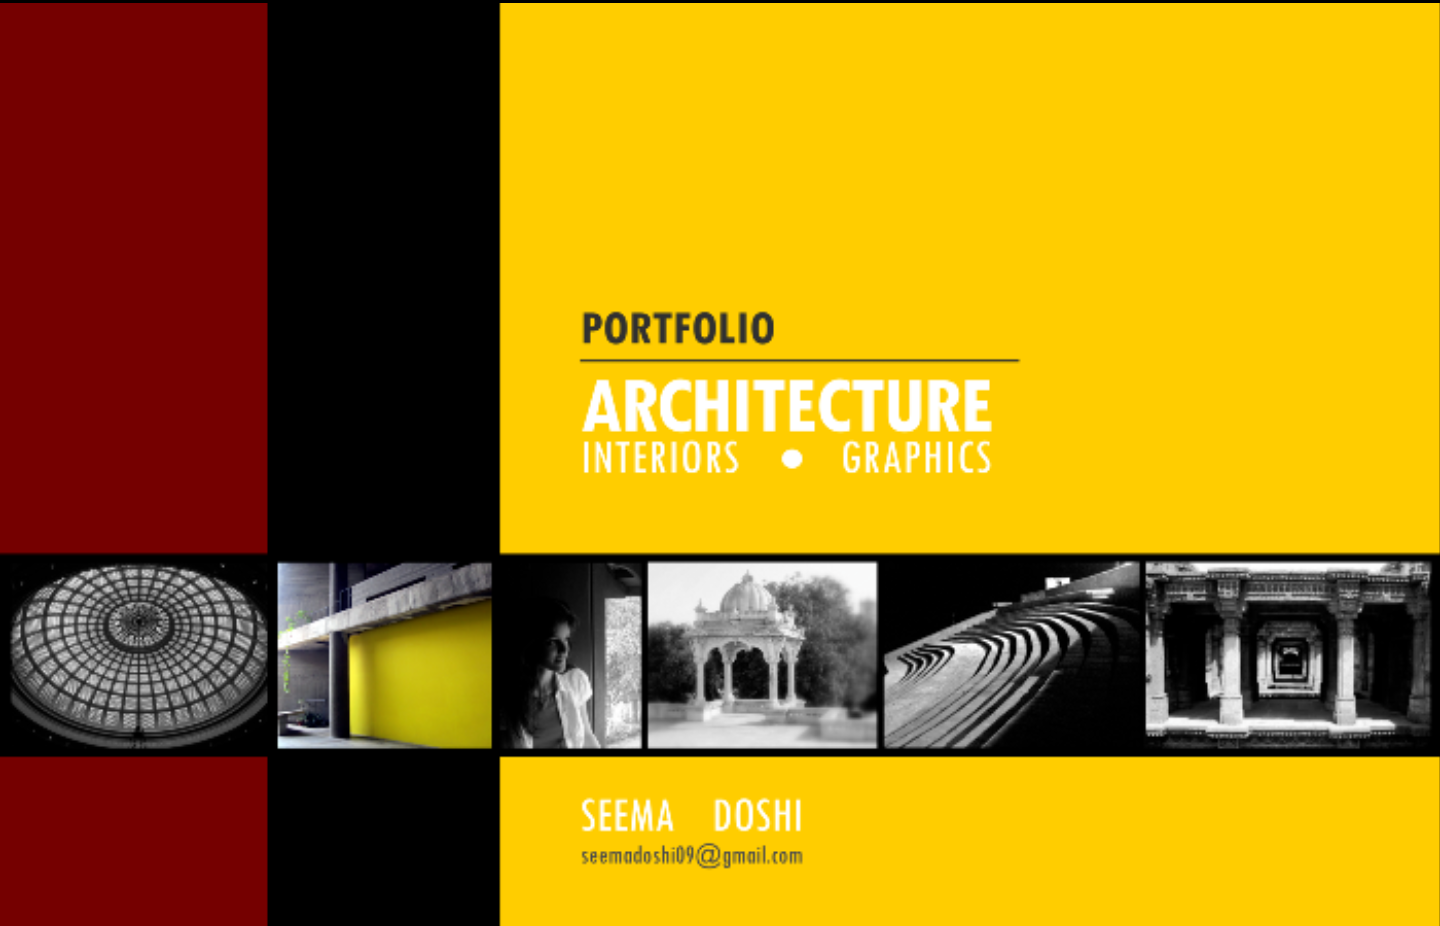 PORTFOLIO
ARCHITECTURE
INTERIORS ● GRAPHICS
SEEMA DOSHI
seemadoshi09@gmail.com